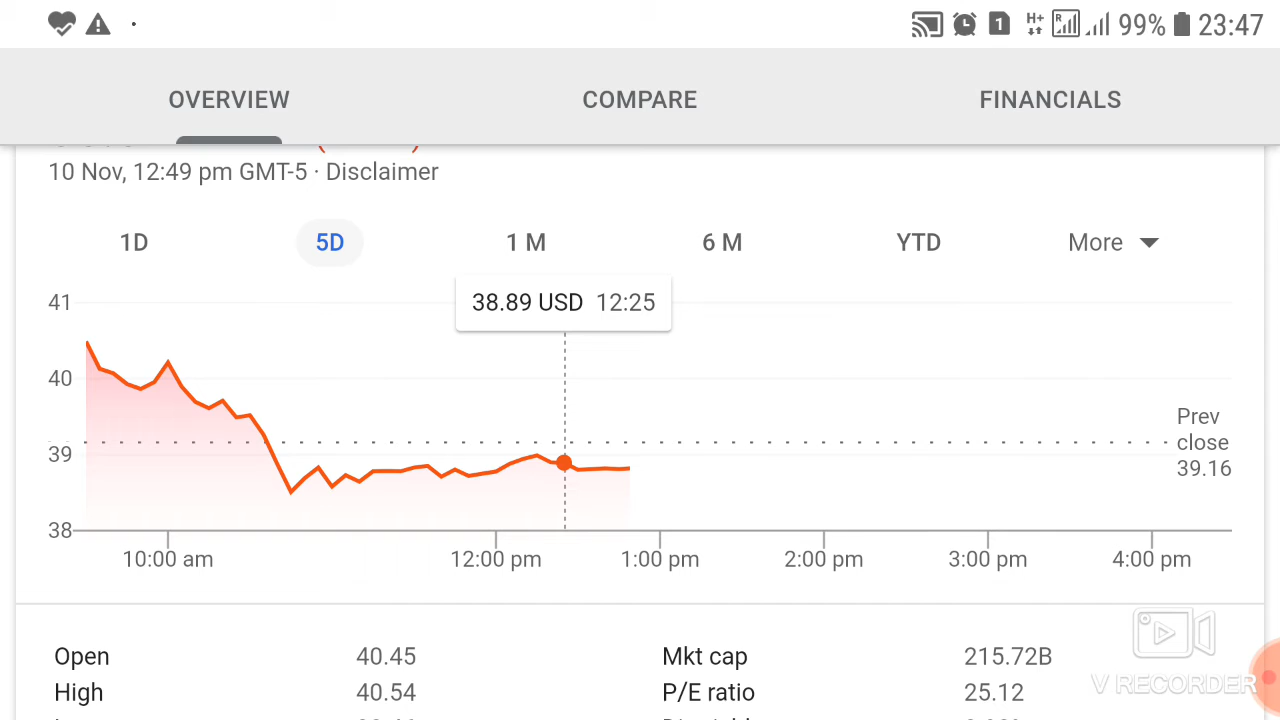 1 H+ R 99% 23:47
OVERVIEW COMPARE FINANCIALS
10 Nov, 12:49 pm GMT-5 · Disclaimer
1D 5D 1 M 6 M YTD More
38.89 USD 12:25
41
40
39
38
Prev
close
39.16
10:00 am 12:00 pm 1:00 pm 2:00 pm 3:00 pm 4:00 pm
Open 40.45 Mkt cap 215.72B
High 40.54 P/E ratio 25.12
V RECORDER